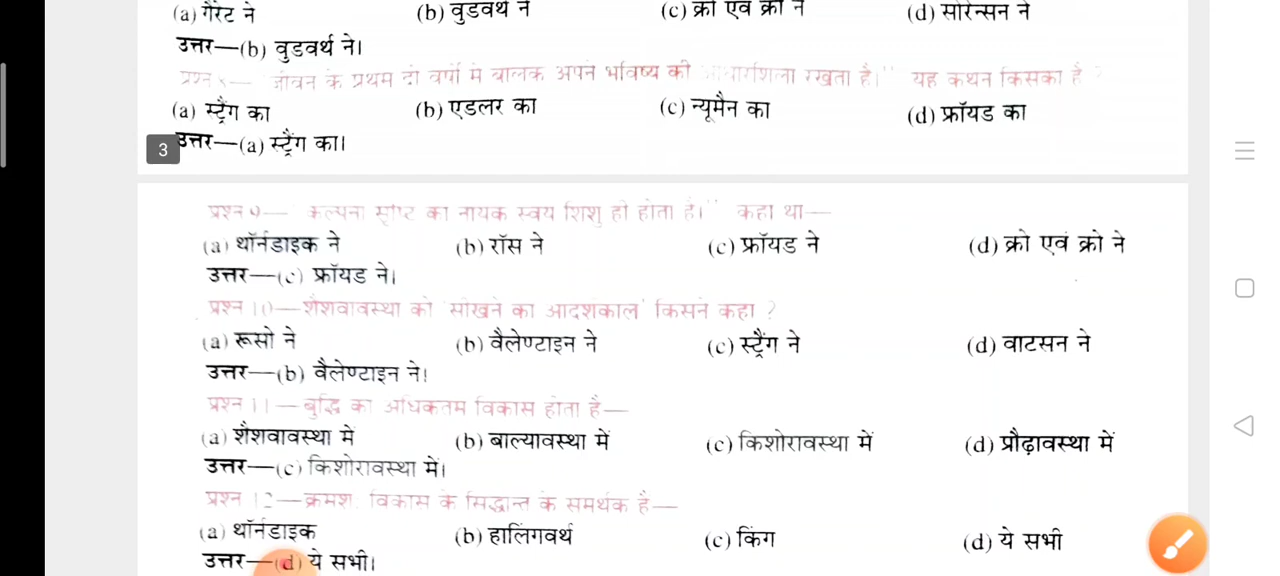 (a) गैरेट ने (b) वुडवर्थ ने (c) क्रो एवं क्रो ने (d) सोरेन्सन ने
उत्तर—(b) वुडवर्थ ने।
प्रश्न 8— "जीवन के प्रथम दो वर्षों में बालक अपने भविष्य की आधारशिला रखता है।" यह कथन किसका है ?
(a) स्ट्रैंग का (b) एडलर का (c) न्यूमैन का (d) फ्रॉयड का
3 उत्तर—(a) स्ट्रैंग का।
प्रश्न 9— "कल्पना सृष्टि का नायक स्वयं शिशु ही होता है।" कहा था—
(a) थॉर्नडाइक ने (b) रॉस ने (c) फ्रॉयड ने (d) क्रो एवं क्रो ने
उत्तर—(c) फ्रॉयड ने।
प्रश्न 10—शैशवावस्था को 'सीखने का आदर्शकाल' किसने कहा ?
(a) रूसो ने (b) वैलेण्टाइन ने (c) स्ट्रैंग ने (d) वाटसन ने
उत्तर—(b) वैलेण्टाइन ने।
प्रश्न 11—बुद्धि का अधिकतम विकास होता है—
(a) शैशवावस्था में (b) बाल्यावस्था में (c) किशोरावस्था में (d) प्रौढ़ावस्था में
उत्तर—(c) किशोरावस्था में।
प्रश्न 12—क्रमशः विकास के सिद्धान्त के समर्थक हैं—
(a) थॉर्नडाइक (b) हालिंगवर्थ (c) किंग (d) ये सभी
उत्तर—(d) ये सभी।